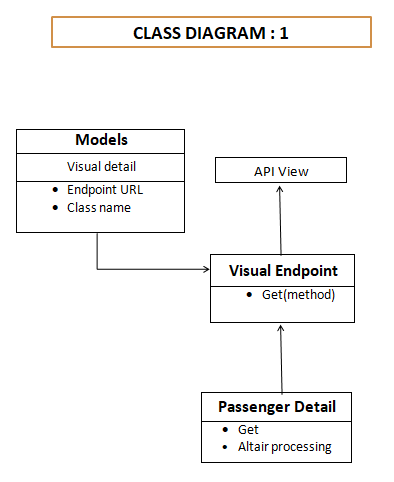 CLASS DIAGRAM : 1
Models
Visual detail
• Endpoint URL
• Class name
API View
Visual Endpoint
• Get(method)
Passenger Detail
• Get
• Altair processing